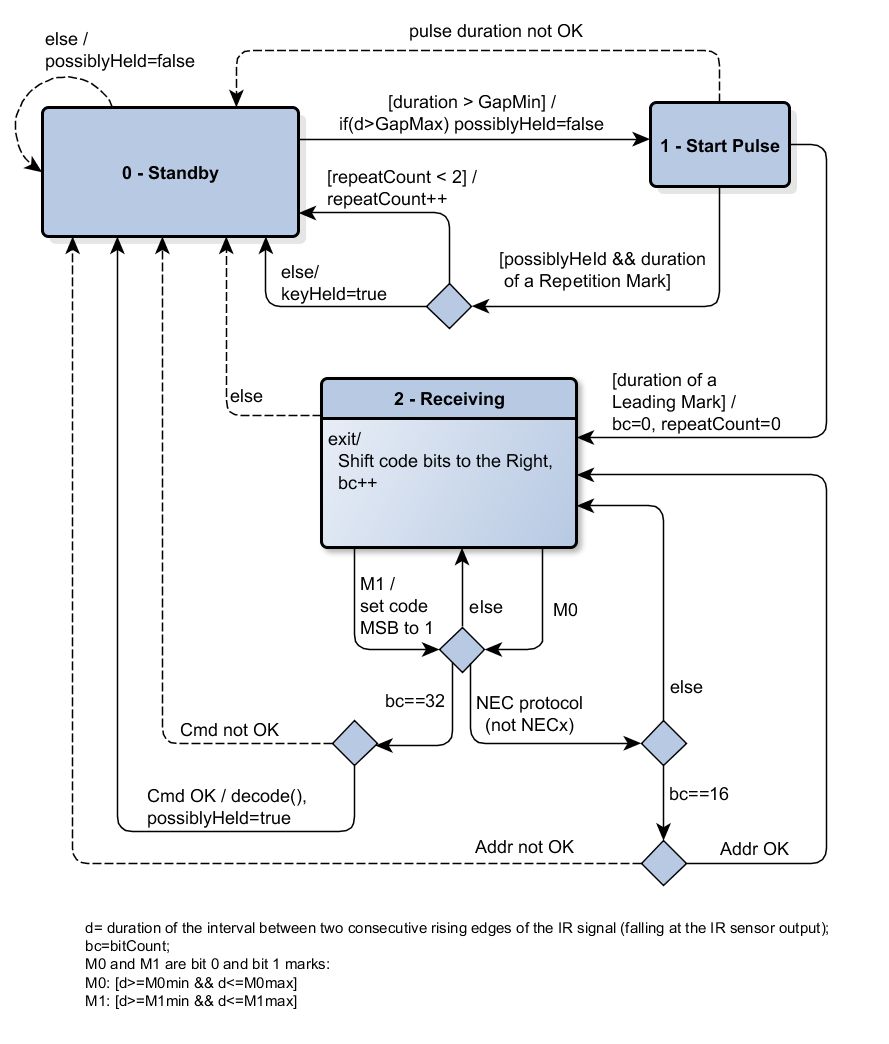 pulse duration not OK
else /
possiblyHeld=false
[duration > GapMin] /
if(d>GapMax) possiblyHeld=false
0 - Standby
1 - Start Pulse
[repeatCount < 2] /
repeatCount++
[possiblyHeld && duration
of a Repetition Mark]
else/
keyHeld=true
[duration of a
Leading Mark] /
bc=0, repeatCount=0
else
2 - Receiving
exit/
Shift code bits to the Right,
bc++
M1 /
set code
MSB to 1
else
M0
else
bc==32
NEC protocol
(not NECx)
Cmd not OK
Cmd OK / decode(),
possiblyHeld=true
bc==16
Addr not OK
Addr OK
d= duration of the interval between two consecutive rising edges of the IR signal (falling at the IR sensor output);
bc=bitCount;
M0 and M1 are bit 0 and bit 1 marks:
M0: [d>=M0min && d<=M0max]
M1: [d>=M1min && d<=M1max]